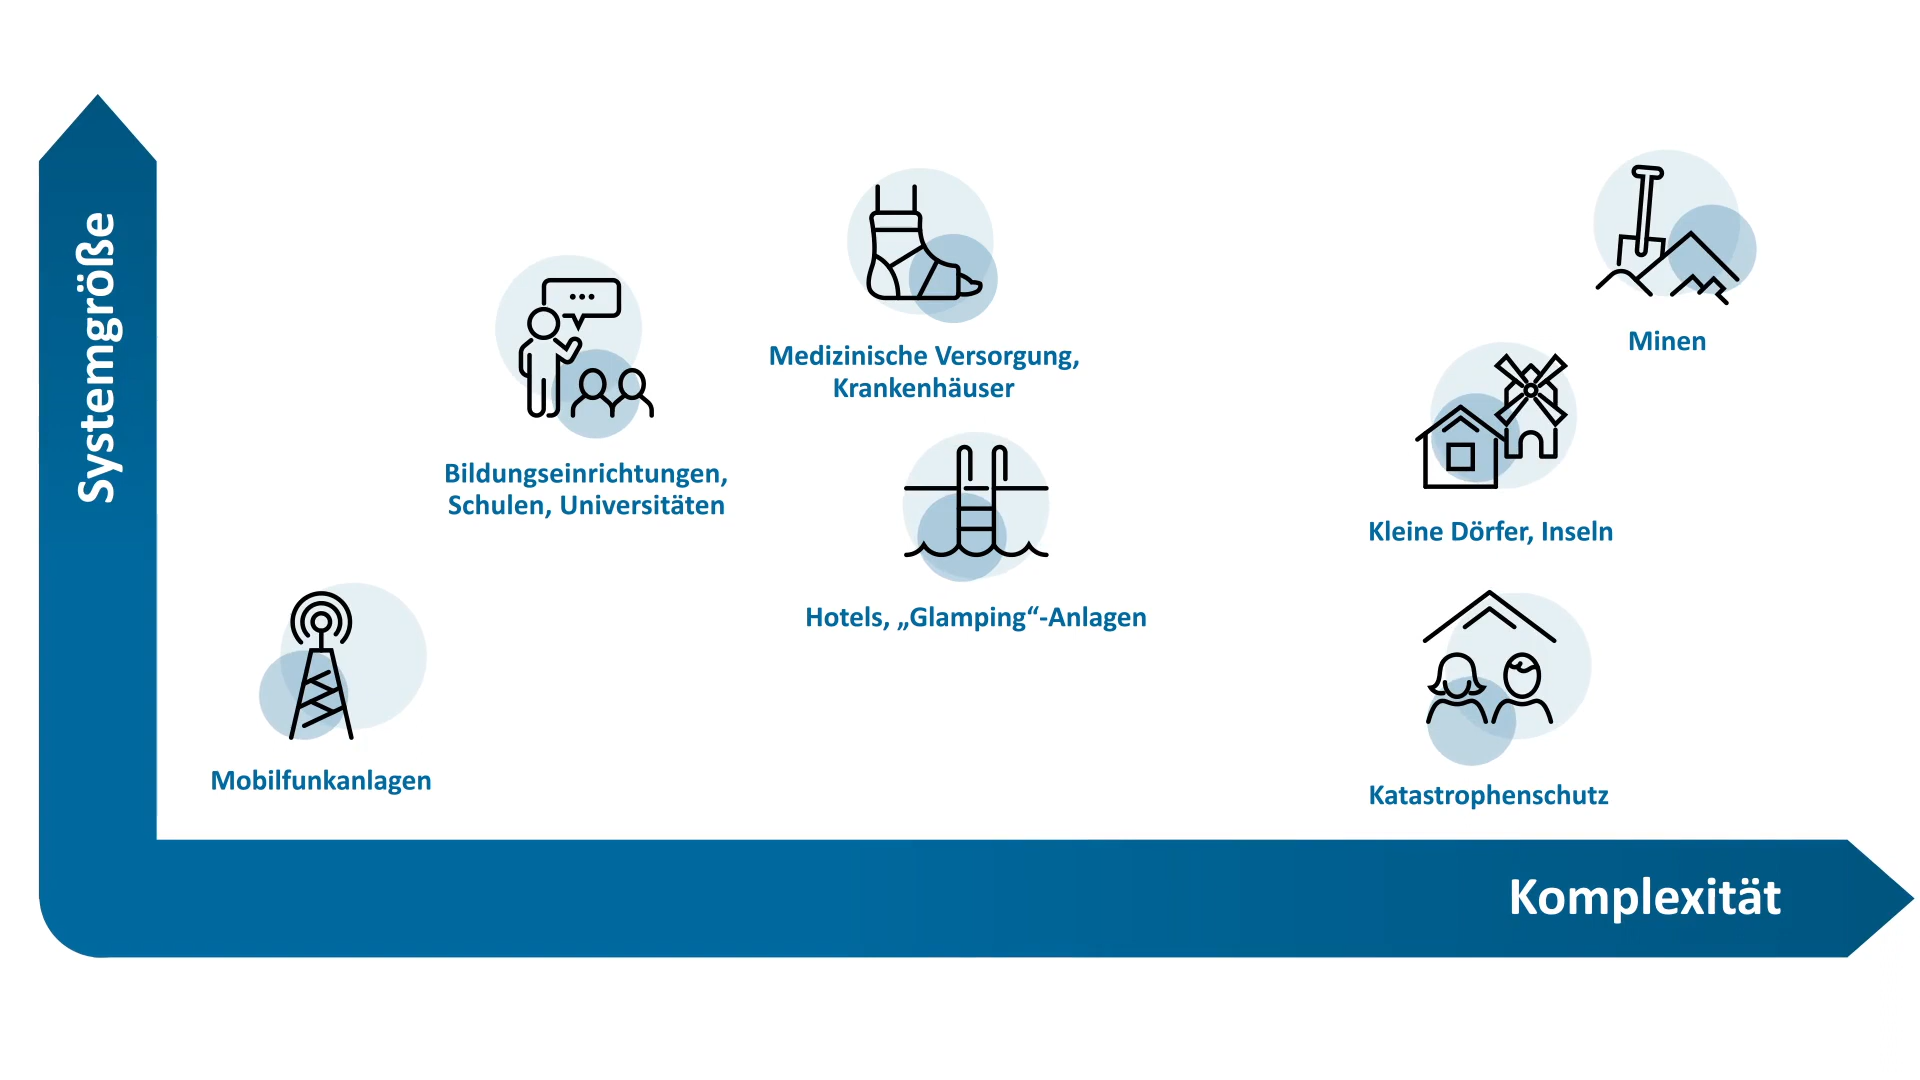 Systemgröße
Minen
Medizinische Versorgung,
Krankenhäuser
Bildungseinrichtungen,
Schulen, Universitäten
Kleine Dörfer, Inseln
Hotels, „Glamping“-Anlagen
Mobilfunkanlagen
Katastrophenschutz
Komplexität